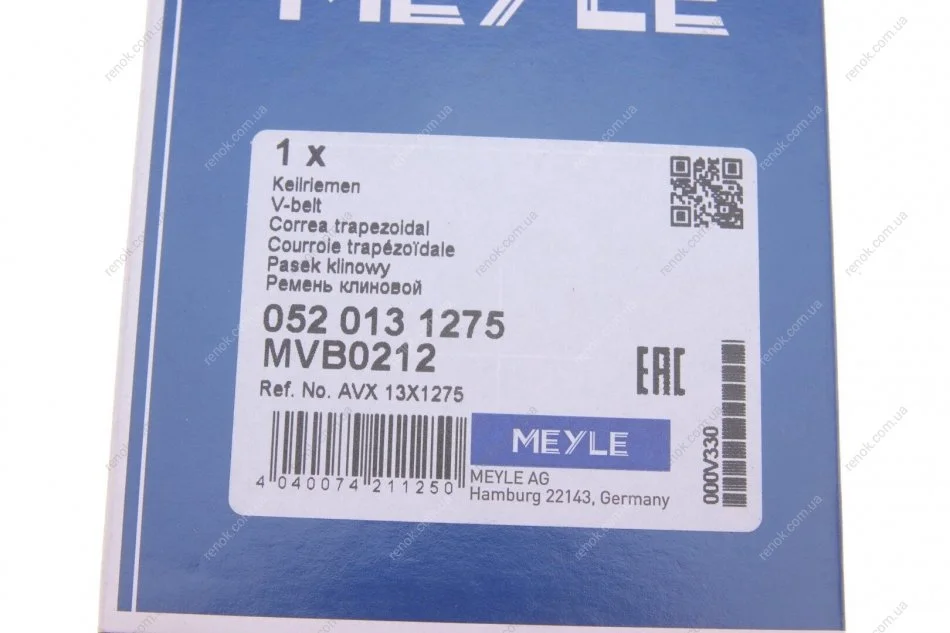 MEYLE
1 x
Keilriemen
V-belt
Correa trapezoidal
Courroie trapézoïdale
Pasek klinowy
Ремень клиновой
052 013 1275
MVB0212
Ref. No. AVX 13X1275
EAC
000V330
MEYLE
4 040074 211250
MEYLE AG
Hamburg 22143, Germany
renok.com.ua